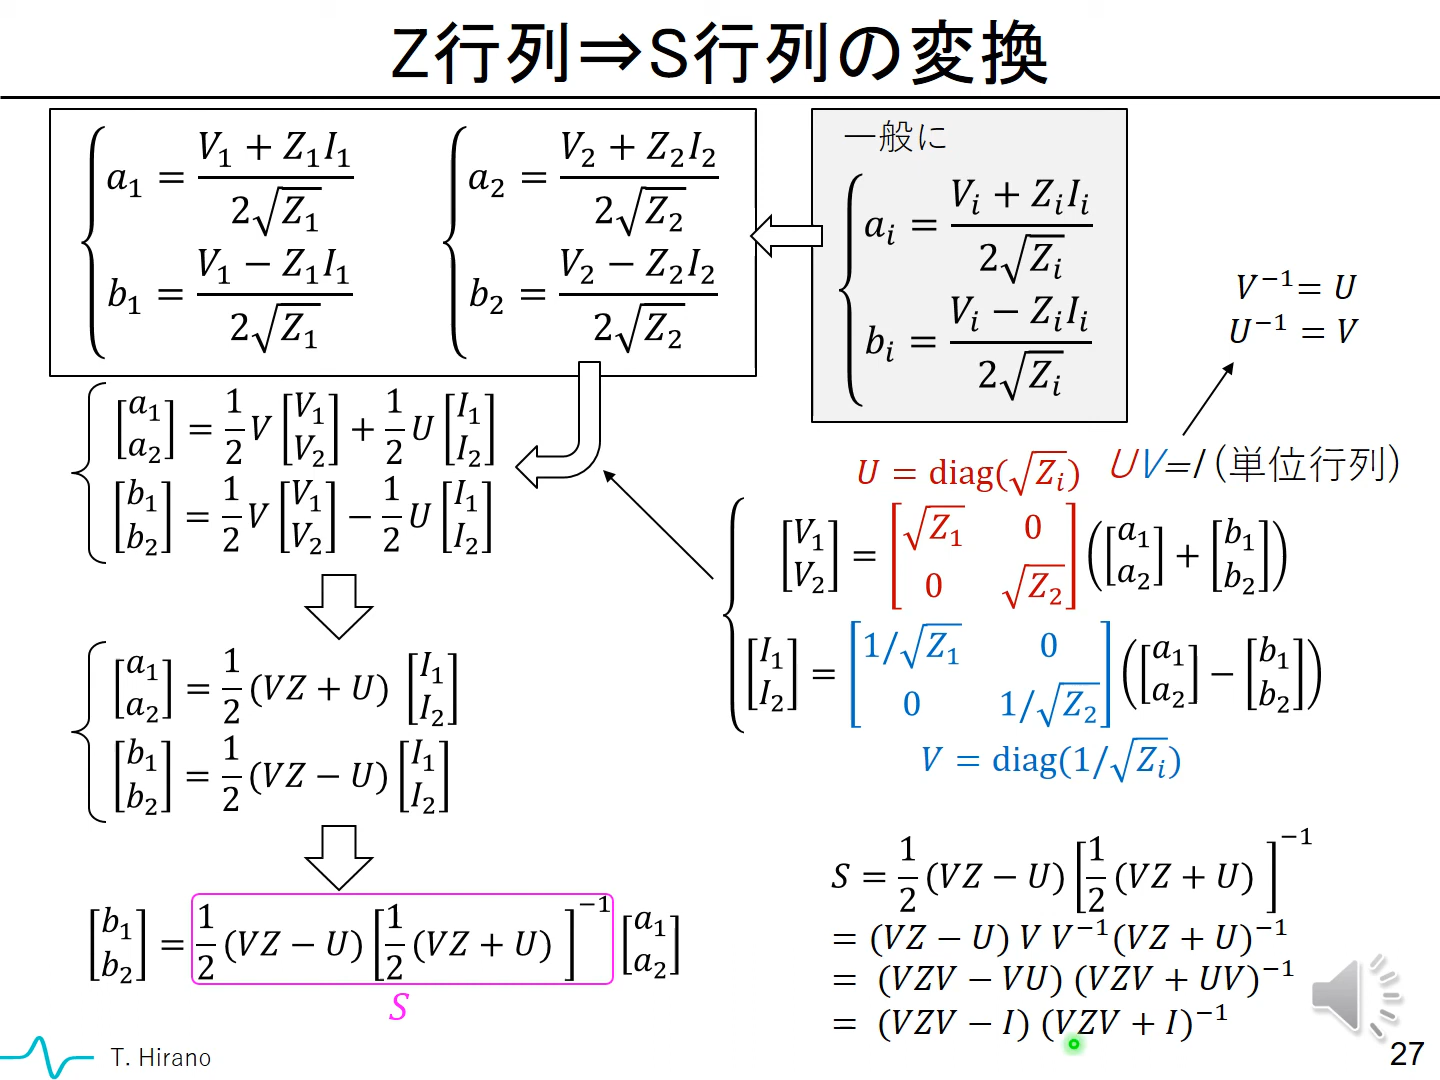 Z行列⇒S行列の変換
a₁ = (V₁ + Z₁I₁) / (2√Z₁)
b₁ = (V₁ − Z₁I₁) / (2√Z₁)
a₂ = (V₂ + Z₂I₂) / (2√Z₂)
b₂ = (V₂ − Z₂I₂) / (2√Z₂)
一般に
aᵢ = (Vᵢ + ZᵢIᵢ) / (2√Zᵢ)
bᵢ = (Vᵢ − ZᵢIᵢ) / (2√Zᵢ)
V⁻¹= U
U⁻¹ = V
[a₁ a₂] = 1/2 V [V₁ V₂] + 1/2 U [I₁ I₂]
[b₁ b₂] = 1/2 V [V₁ V₂] − 1/2 U [I₁ I₂]
U = diag(√Zᵢ)
UV=I (単位行列)
[V₁ V₂] = [√Z₁ 0 0 √Z₂] ([a₁ a₂] + [b₁ b₂])
[I₁ I₂] = [1/√Z₁ 0 0 1/√Z₂] ([a₁ a₂] − [b₁ b₂])
V = diag(1/√Zᵢ)
[a₁ a₂] = 1/2 (VZ + U) [I₁ I₂]
[b₁ b₂] = 1/2 (VZ − U) [I₁ I₂]
[b₁ b₂] = 1/2 (VZ − U) [1/2 (VZ + U) ]⁻¹ [a₁ a₂]
S
S = 1/2 (VZ − U) [1/2 (VZ + U) ]⁻¹
= (VZ − U) V V⁻¹(VZ + U)⁻¹
= (VZV − VU) (VZV + UV)⁻¹
= (VZV − I) (VZV + I)⁻¹
T. Hirano
27